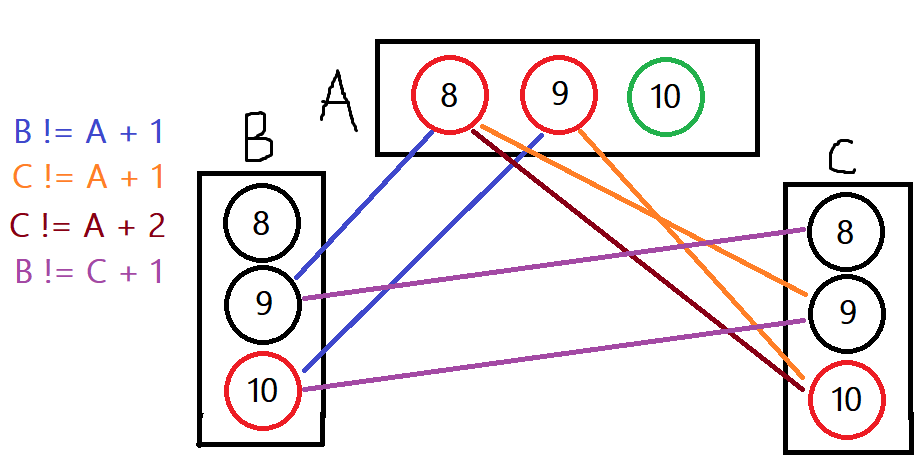 A
8 9 10
B != A + 1
C != A + 1
C != A + 2
B != C + 1
B
8
9
10
C
8
9
10